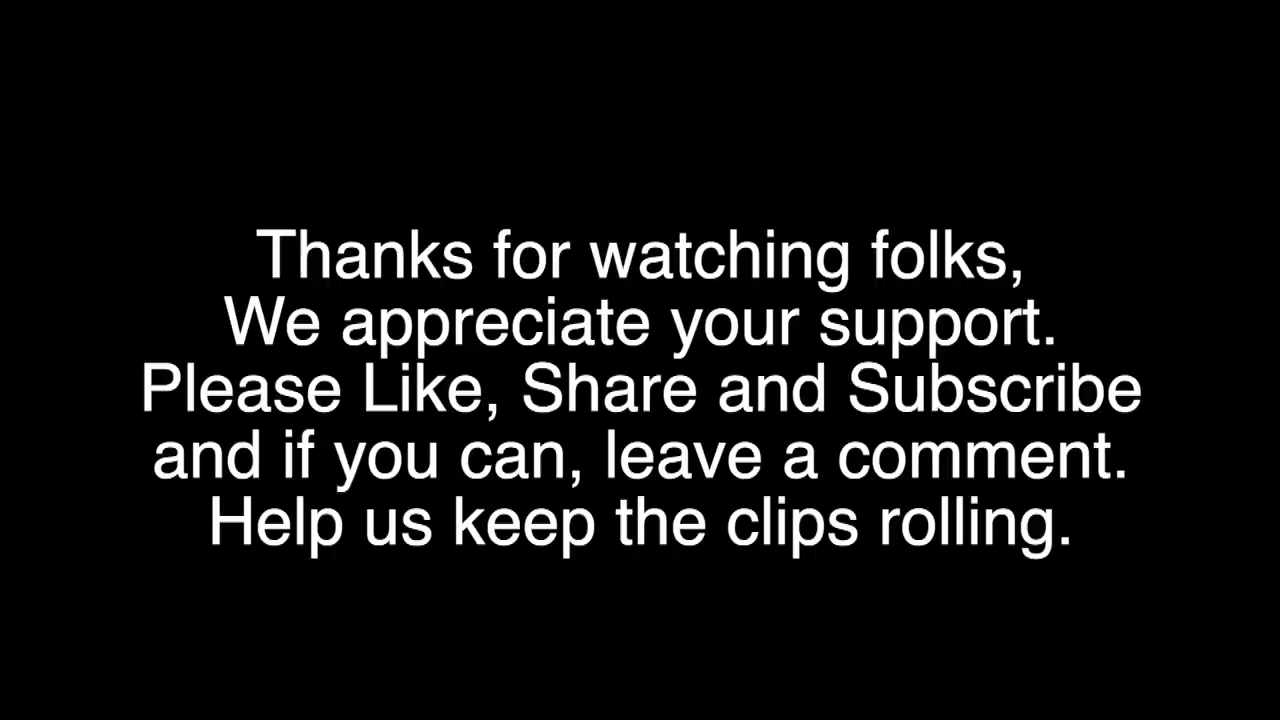 Thanks for watching folks,
We appreciate your support.
Please Like, Share and Subscribe
and if you can, leave a comment.
Help us keep the clips rolling.